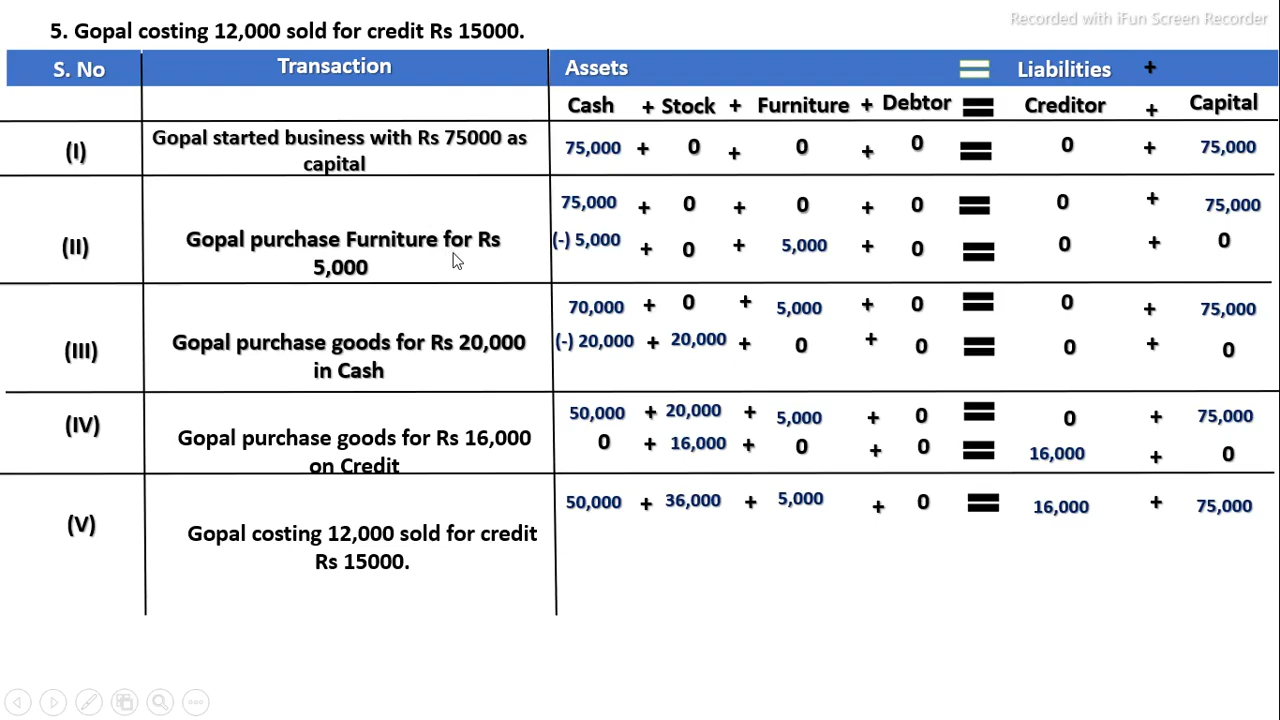 Recorded with iFun Screen Recorder
5. Gopal costing 12,000 sold for credit Rs 15000.
S. No Transaction Assets = Liabilities +
Cash + Stock + Furniture + Debtor = Creditor + Capital
(I) Gopal started business with Rs 75000 as
capital
75,000 + 0 + 0 + 0 = 0 + 75,000
75,000 + 0 + 0 + 0 = 0 + 75,000
(II) Gopal purchase Furniture for Rs
5,000
(-) 5,000 + 0 + 5,000 + 0 = 0 + 0
70,000 + 0 + 5,000 + 0 = 0 + 75,000
(III) Gopal purchase goods for Rs 20,000
in Cash
(-) 20,000 + 20,000 + 0 + 0 = 0 + 0
50,000 + 20,000 + 5,000 + 0 = 0 + 75,000
(IV) Gopal purchase goods for Rs 16,000
on Credit
0 + 16,000 + 0 + 0 = 16,000 + 0
50,000 + 36,000 + 5,000 + 0 = 16,000 + 75,000
(V) Gopal costing 12,000 sold for credit
Rs 15000.